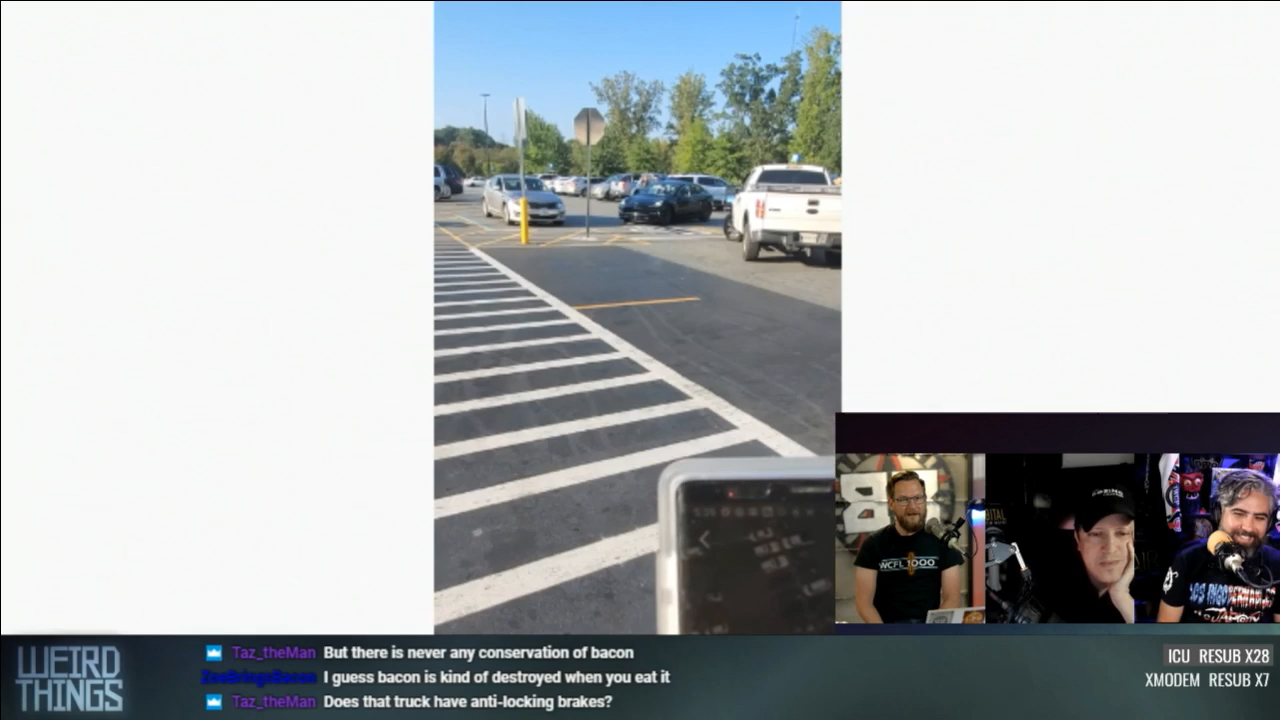 WCFL 1000
WEIRD
THINGS
Taz_theMan But there is never any conservation of bacon
ZoeBringsBacon I guess bacon is kind of destroyed when you eat it
Taz_theMan Does that truck have anti-locking brakes?
ICU RESUB X28
XMODEM RESUB X7